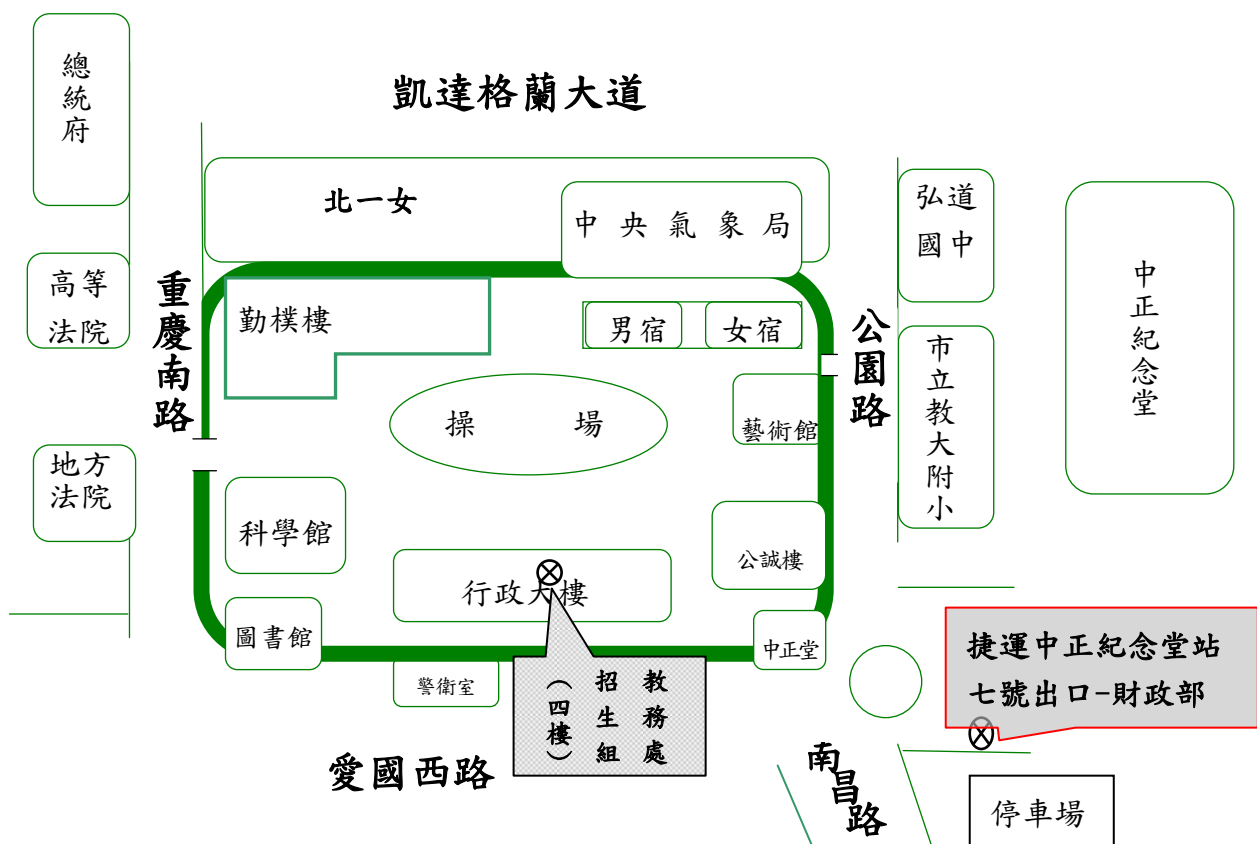 總統府
凱達格蘭大道
北一女
中央氣象局
弘道
國中
中正紀念堂
高等
法院
重慶南路
勤樸樓
男宿
女宿
公園路
市立教大附小
操場
藝術館
地方
法院
科學館
公誠樓
行政大樓
圖書館
中正堂
警衛室
教務處
招生組
（四樓）
捷運中正紀念堂站
七號出口-財政部
愛國西路
南昌路
停車場